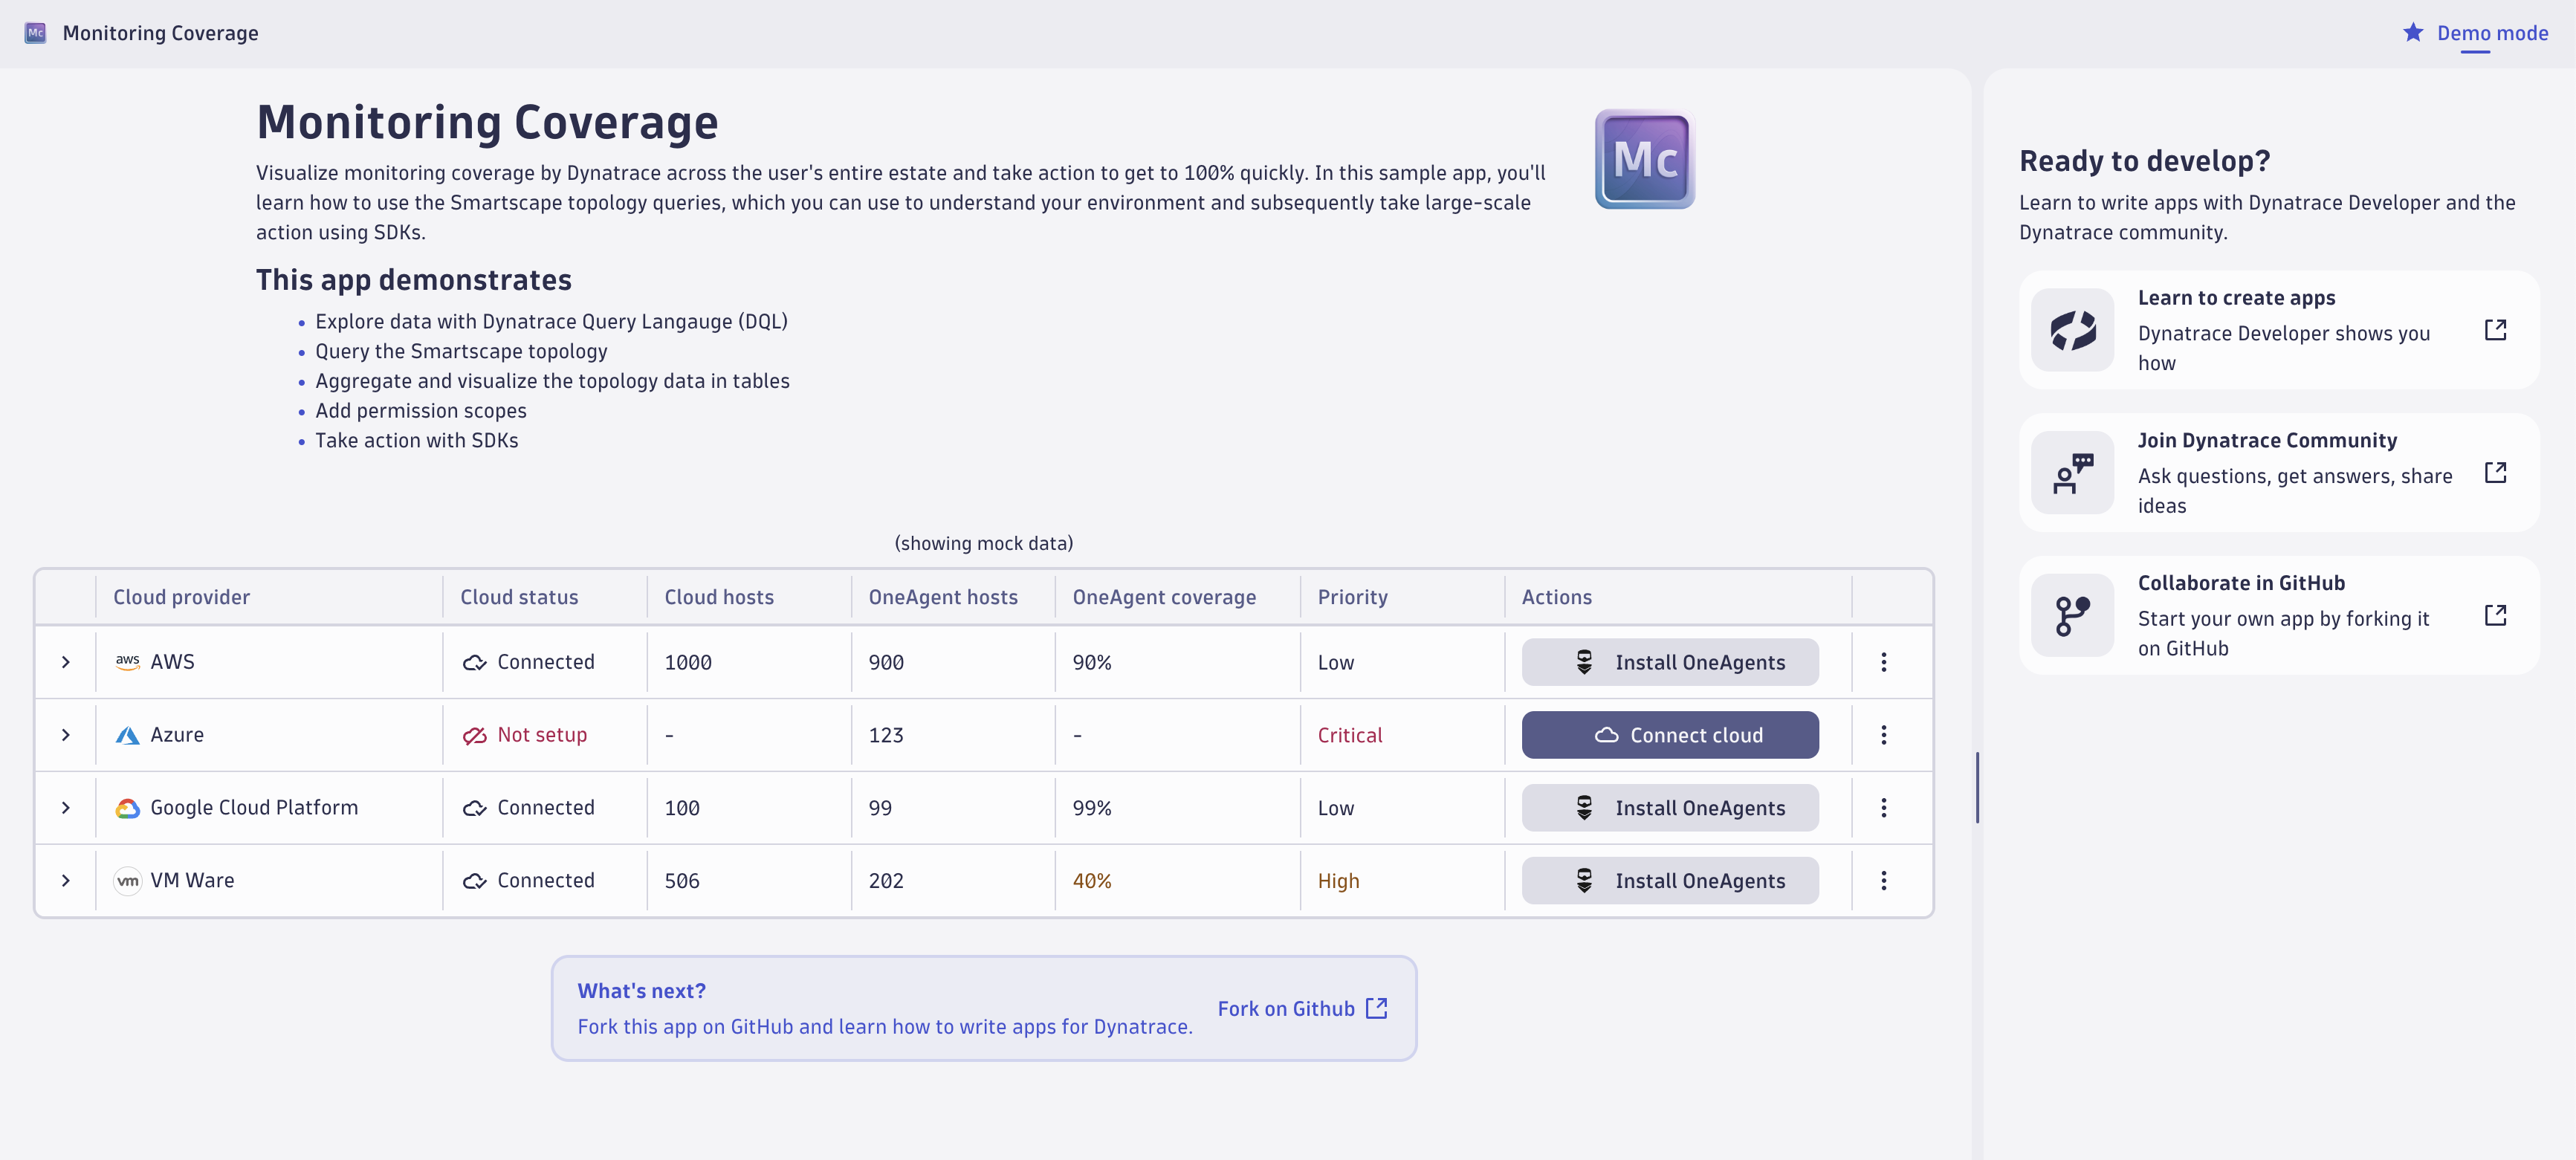 Mc Monitoring Coverage
Demo mode
Monitoring Coverage
Visualize monitoring coverage by Dynatrace across the user's entire estate and take action to get to 100% quickly. In this sample app, you'll
learn how to use the Smartscape topology queries, which you can use to understand your environment and subsequently take large-scale
action using SDKs.
Mc
This app demonstrates
• Explore data with Dynatrace Query Langauge (DQL)
• Query the Smartscape topology
• Aggregate and visualize the topology data in tables
• Add permission scopes
• Take action with SDKs
(showing mock data)
Cloud provider Cloud status Cloud hosts OneAgent hosts OneAgent coverage Priority Actions
aws AWS Connected 1000 900 90% Low Install OneAgents
Azure Not setup - 123 - Critical Connect cloud
Google Cloud Platform Connected 100 99 99% Low Install OneAgents
vm VM Ware Connected 506 202 40% High Install OneAgents
What's next?
Fork this app on GitHub and learn how to write apps for Dynatrace.
Fork on Github
Ready to develop?
Learn to write apps with Dynatrace Developer and the
Dynatrace community.
Learn to create apps
Dynatrace Developer shows you
how
Join Dynatrace Community
Ask questions, get answers, share
ideas
Collaborate in GitHub
Start your own app by forking it
on GitHub